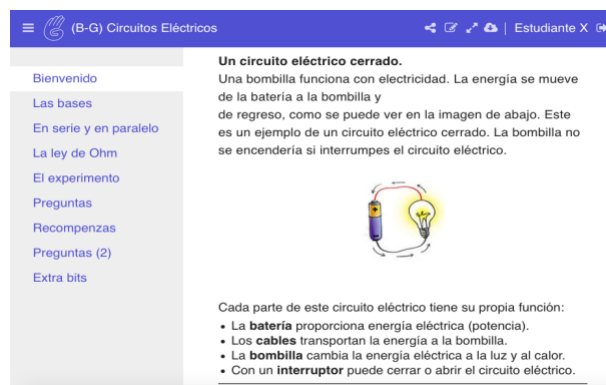 (B-G) Circuitos Eléctricos
| Estudiante X
Bienvenido
Las bases
En serie y en paralelo
La ley de Ohm
El experimento
Preguntas
Recompenzas
Preguntas (2)
Extra bits
Un circuito eléctrico cerrado.
Una bombilla funciona con electricidad. La energía se mueve
de la batería a la bombilla y
de regreso, como se puede ver en la imagen de abajo. Este
es un ejemplo de un circuito eléctrico cerrado. La bombilla no
se encendería si interrumpes el circuito eléctrico.
Cada parte de este circuito eléctrico tiene su propia función:
• La batería proporciona energía eléctrica (potencia).
• Los cables transportan la energía a la bombilla.
• La bombilla cambia la energía eléctrica a la luz y al calor.
• Con un interruptor puede cerrar o abrir el circuito eléctrico.